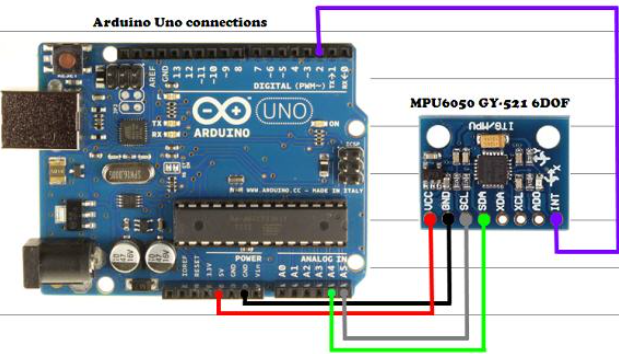 Arduino Uno connections
AREF
GND
13
12
~11
~10
~9
8
7
~6
~5
4
~3
2
TX→1
RX←0
DIGITAL (PWM~)
L
TX
RX
UNO
ARDUINO
ON
ICSP
WWW.ARDUINO.CC - MADE IN ITALY
POWER
ANALOG IN
IOREF
RESET
3.3V
5V
GND
GND
Vin
A0
A1
A2
A3
A4
A5
MPU6050 GY-521 6DOF
ITG/MPU
VCC
GND
SCL
SDA
XDA
XCL
ADO
INT